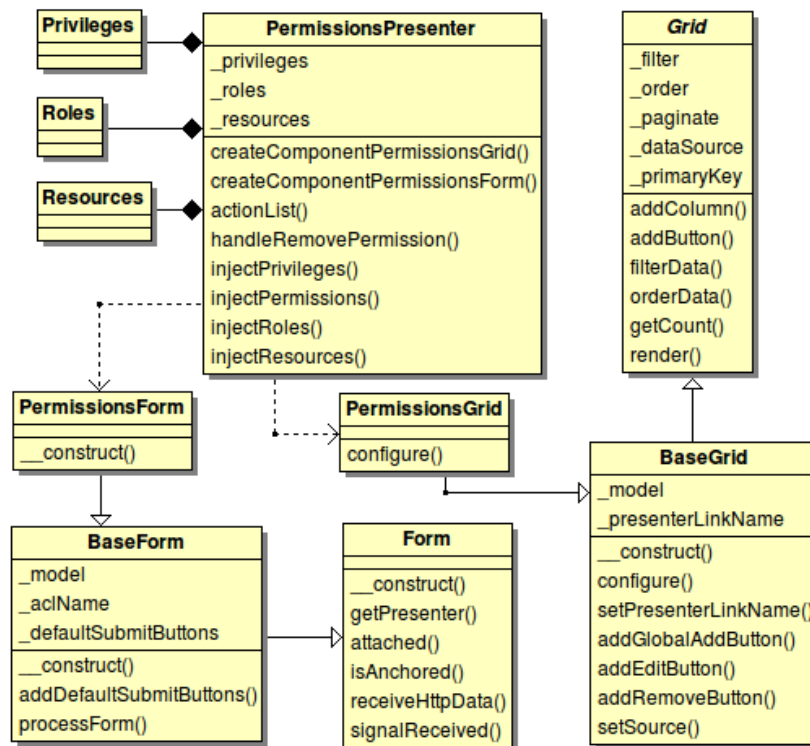 Privileges
Roles
Resources
PermissionsPresenter
_privileges
_roles
_resources
createComponentPermissionsGrid()
createComponentPermissionsForm()
actionList()
handleRemovePermission()
injectPrivileges()
injectPermissions()
injectRoles()
injectResources()
Grid
_filter
_order
_paginate
_dataSource
_primaryKey
addColumn()
addButton()
filterData()
orderData()
getCount()
render()
PermissionsForm
__construct()
PermissionsGrid
configure()
BaseGrid
_model
_presenterLinkName
__construct()
configure()
setPresenterLinkName()
addGlobalAddButton()
addEditButton()
addRemoveButton()
setSource()
BaseForm
_model
_aclName
_defaultSubmitButtons
__construct()
addDefaultSubmitButtons()
processForm()
Form
__construct()
getPresenter()
attached()
isAnchored()
receiveHttpData()
signalReceived()